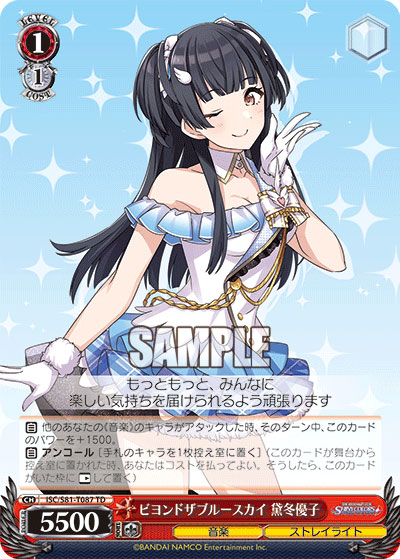 LEVEL
1
1
COST
SAMPLE
もっともっと、みんなに
楽しい気持ちを届けられるよう頑張ります
自 他のあなたの《音楽》のキャラがアタックした時、そのターン中、このカード
のパワーを＋1500。
自 アンコール ［手札のキャラを1枚控え室に置く］ （このカードが舞台から
控え室に置かれた時、あなたはコストを払ってよい。そうしたら、このカードがいた枠にレストして置く）
CH ISC/S81-T087 TD
5500
ビヨンドザブルースカイ 黛冬優子
SHINY COLORS
音楽
ストレイライト
©BANDAI NAMCO Entertainment Inc.